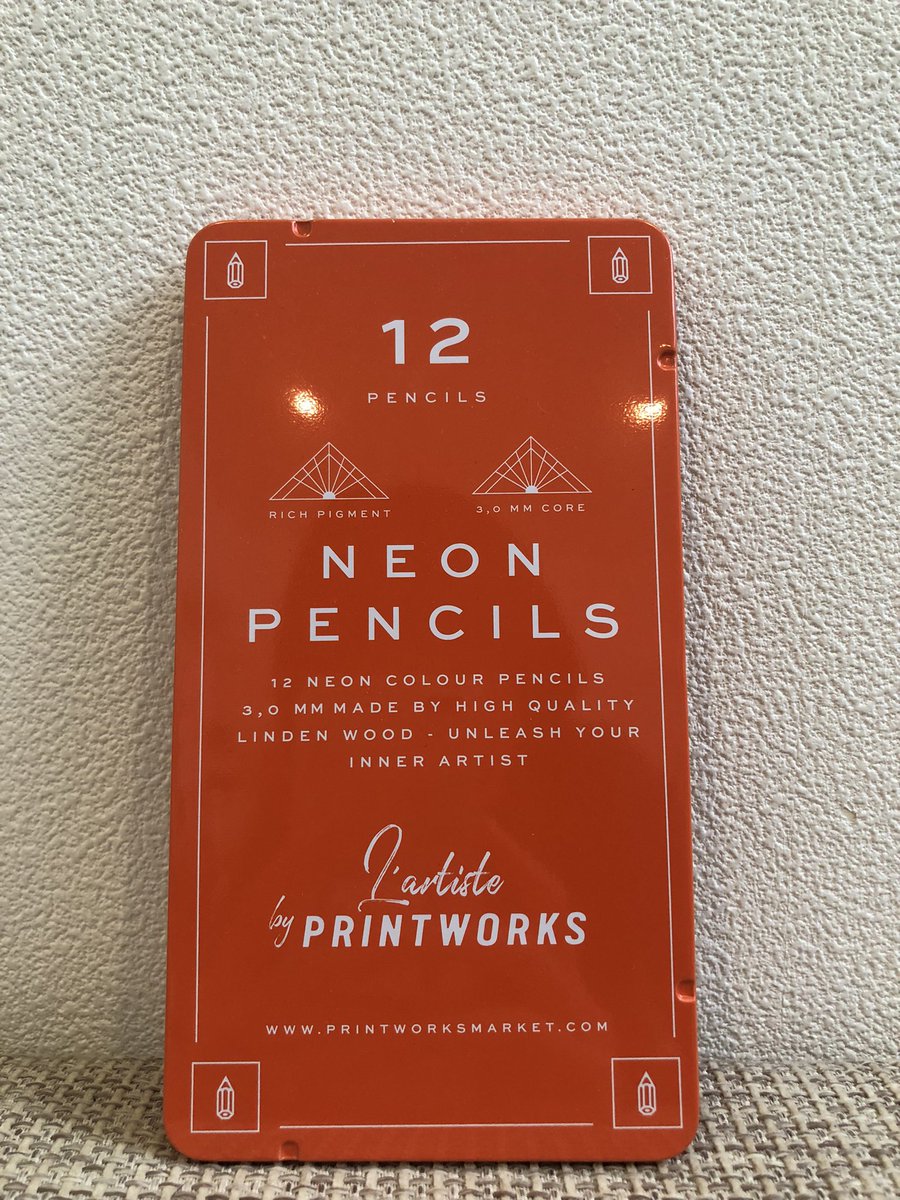 12
PENCILS
RICH PIGMENT
3,0 MM CORE
NEON
PENCILS
12 NEON COLOUR PENCILS
3,0 MM MADE BY HIGH QUALITY
LINDEN WOOD - UNLEASH YOUR
INNER ARTIST
L'artiste
by PRINTWORKS
WWW.PRINTWORKSMARKET.COM